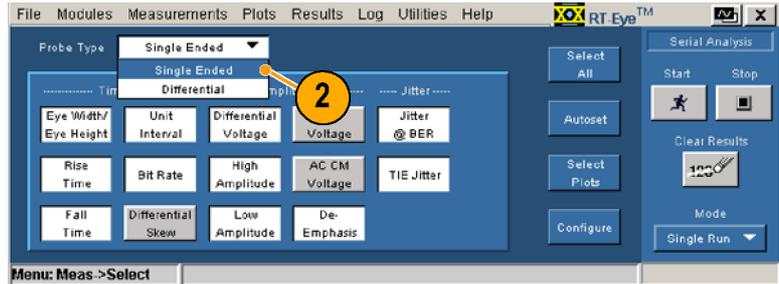 File Modules Measurements Plots Results Log Utilities Help RT-Eye™ X
Probe Type Single Ended
Single Ended
Differential
2
Serial Analysis
Jitter
Eye Width/
Eye Height
Unit
Interval
Differential
Voltage
Voltage
Jitter
@ BER
Rise
Time
Bit Rate
High
Amplitude
AC CM
Voltage
TIE Jitter
Fall
Time
Differential
Skew
Low
Amplitude
De-
Emphasis
Select
All
Autoset
Select
Plots
Configure
Start Stop
Clear Results
Mode
Single Run
Menu: Meas->Select